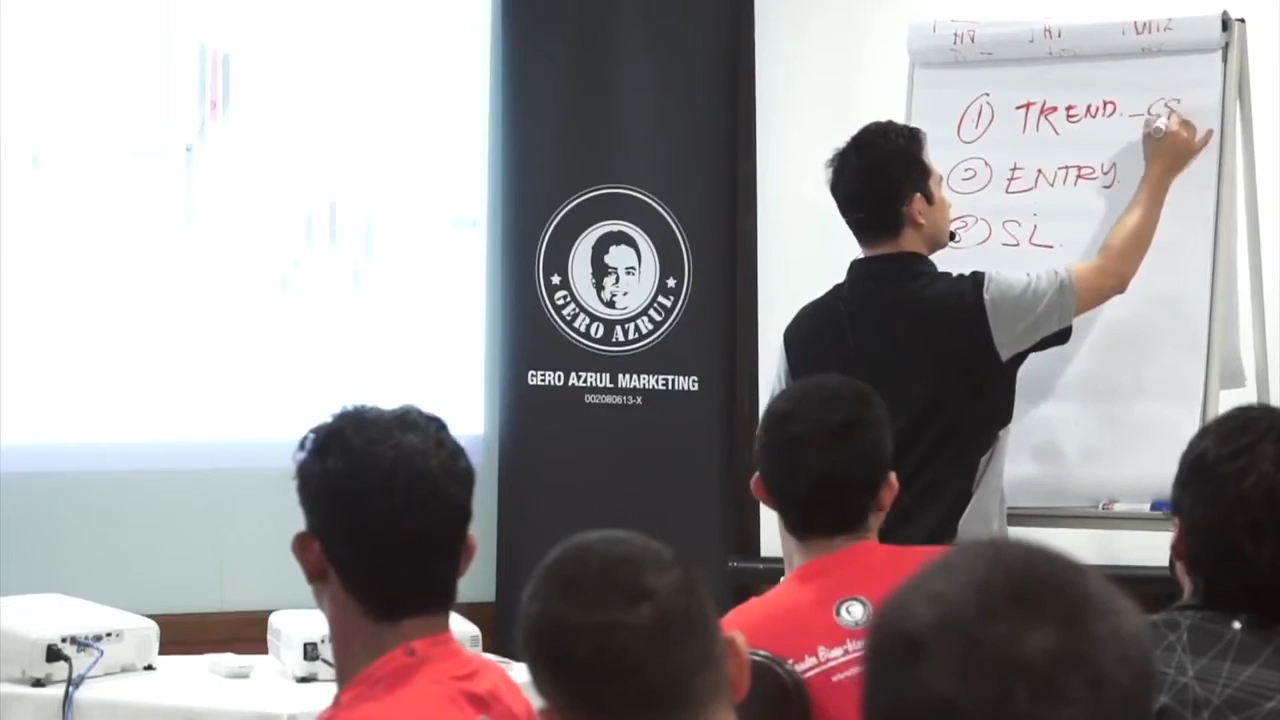 ① TREND.
② ENTRY.
③ SL.
GERO AZRUL
GERO AZRUL MARKETING
002080613-X